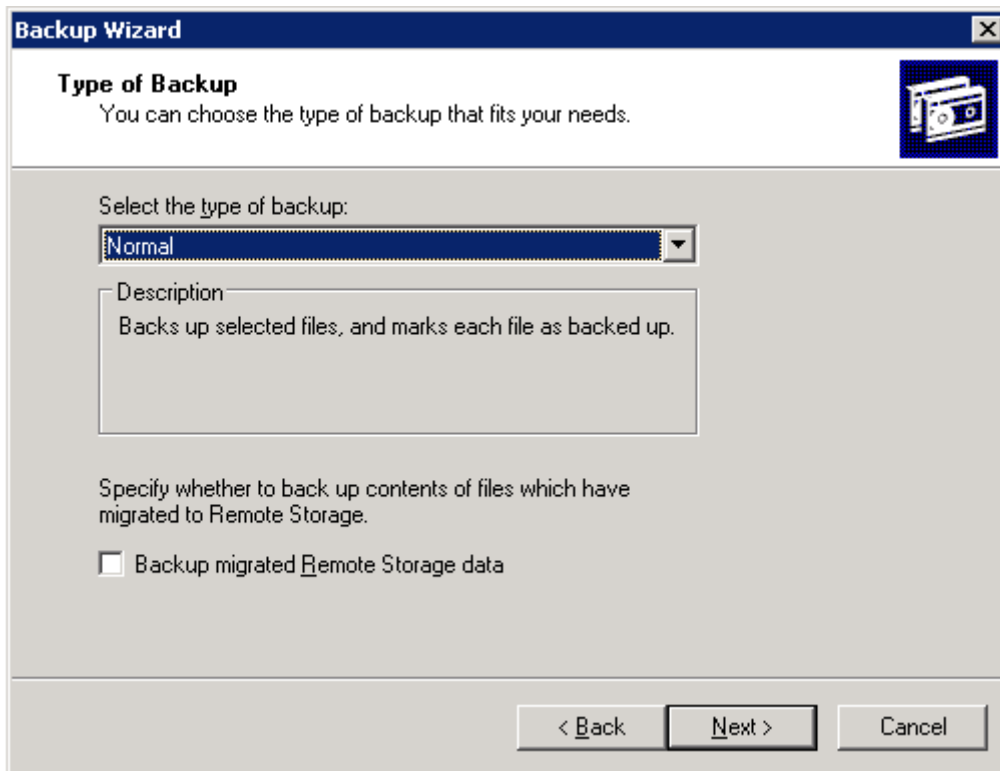 Backup Wizard
Type of Backup
You can choose the type of backup that fits your needs.
Select the type of backup:
Normal
Description
Backs up selected files, and marks each file as backed up.
Specify whether to back up contents of files which have
migrated to Remote Storage.
Backup migrated Remote Storage data
< Back
Next >
Cancel